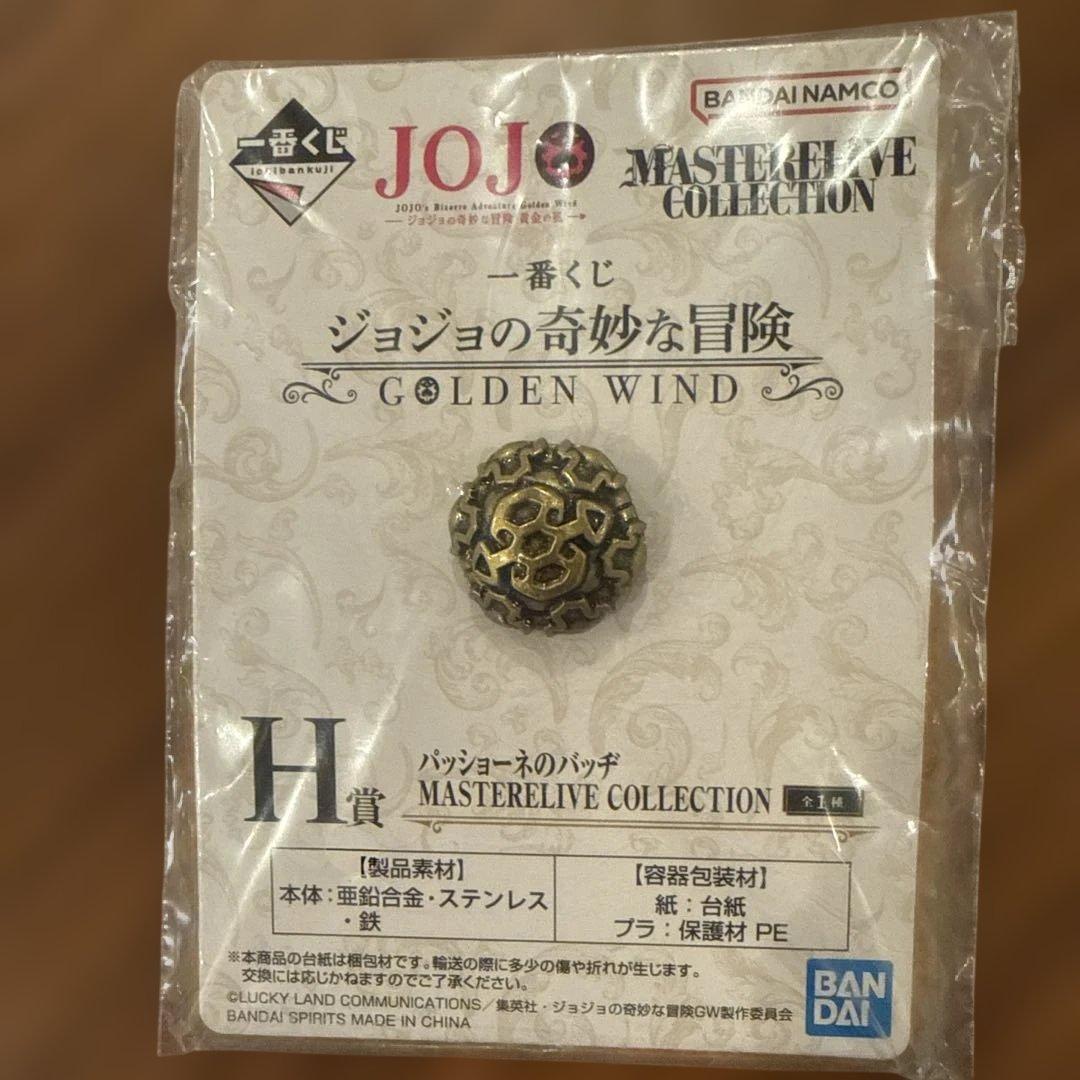 一番くじ
ichibankuji
JOJO
JOJO's Bizarre Adventure Golden Wind
ジョジョの奇妙な冒険 黄金の風
BANDAI NAMCO
MASTERELIVE
COLLECTION
一番くじ
ジョジョの奇妙な冒険
GOLDEN WIND
H賞
パッショーネのバッヂ
MASTERELIVE COLLECTION 全1種
【製品素材】
本体：亜鉛合金・ステンレス
・鉄
【容器包装材】
紙：台紙
プラ：保護材 PE
※本商品の台紙は梱包材です。輸送の際に多少の傷や折れが生じます。
交換には応じかねますのでご了承ください。
©LUCKY LAND COMMUNICATIONS／集英社・ジョジョの奇妙な冒険GW製作委員会
BANDAI SPIRITS MADE IN CHINA
BAN
DAI